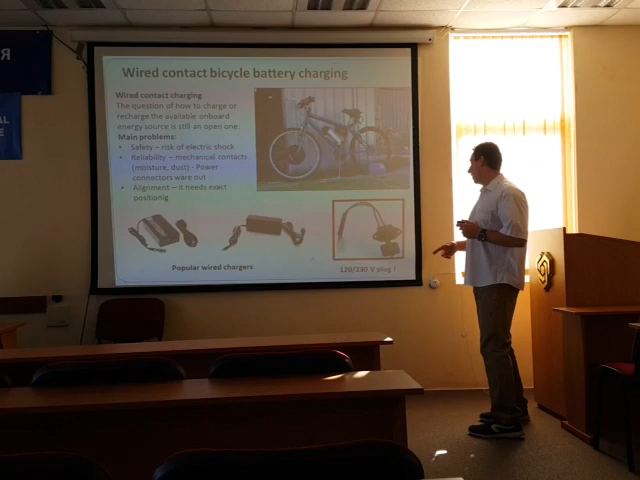 Wired contact bicycle battery charging
Wired contact charging
The question of how to charge or
recharge the available onboard
energy source is still an open one.
Main problems:
• Safety – risk of electric shock
• Reliability – mechanical contacts
(moisture, dust) - Power
connectors ware out
• Alignment – it needs exact
positionig
Popular wired chargers
120/230 V plug !
Я
AL
E